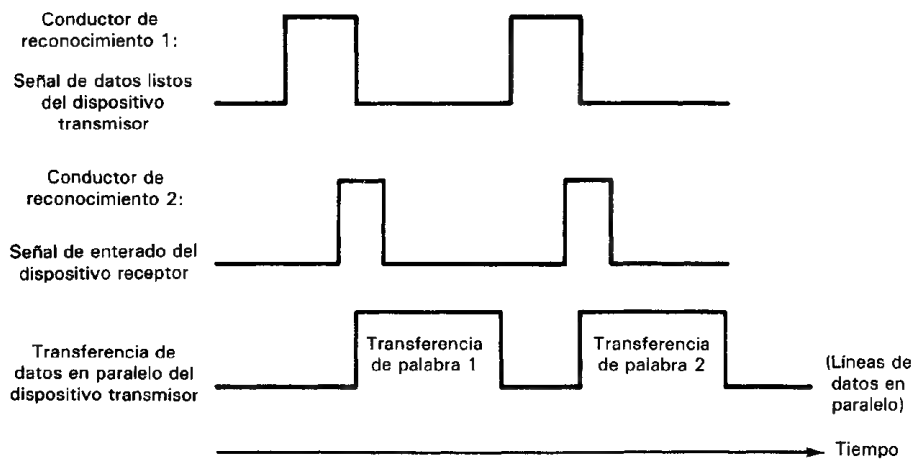 Conductor de
reconocimiento 1:
Señal de datos listos
del dispositivo
transmisor
Conductor de
reconocimiento 2:
Señal de enterado del
dispositivo receptor
Transferencia de
datos en paralelo del
dispositivo transmisor
Transferencia
de palabra 1
Transferencia
de palabra 2
(Líneas de
datos en
paralelo)
Tiempo